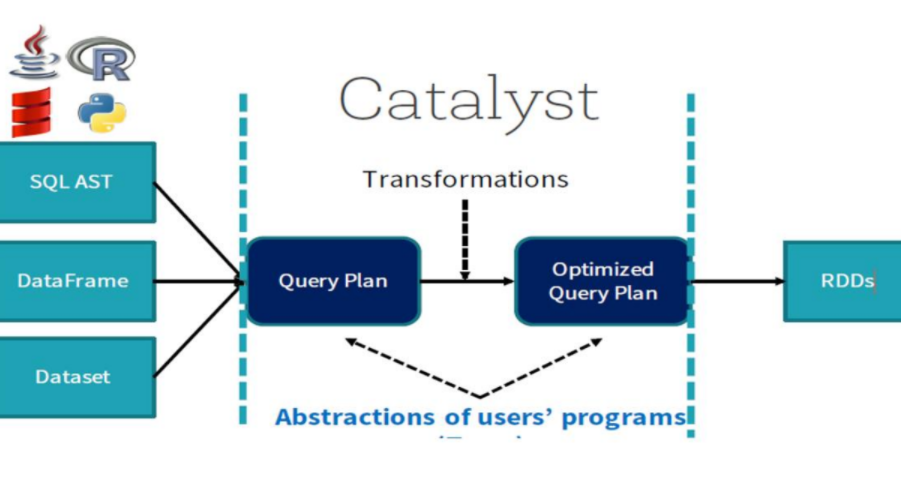 R
Catalyst
Transformations
SQL AST
DataFrame
Dataset
Query Plan
Optimized
Query Plan
RDDs
Abstractions of users’ programs